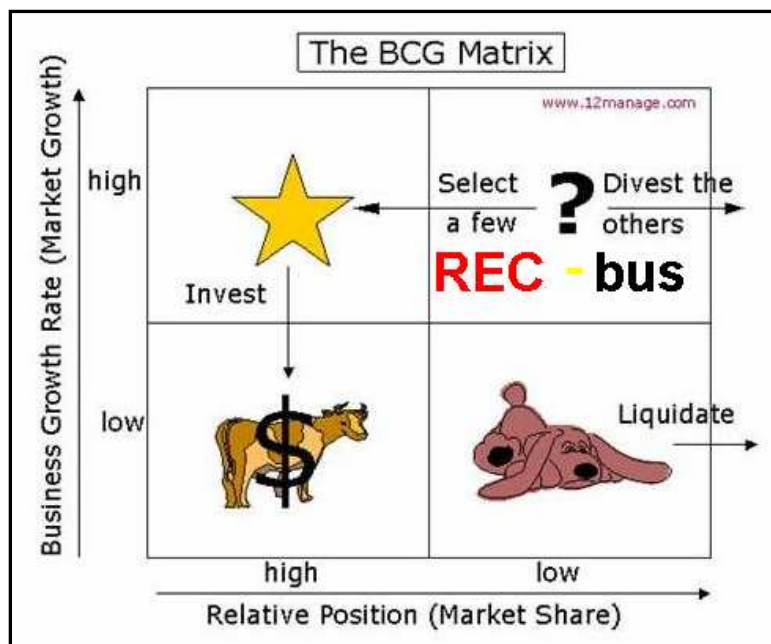 The BCG Matrix
www.12manage.com
Business Growth Rate (Market Growth)
high
Select
a few
?
Divest the
others
REC - bus
Invest
low
$
Liquidate
high
low
Relative Position (Market Share)